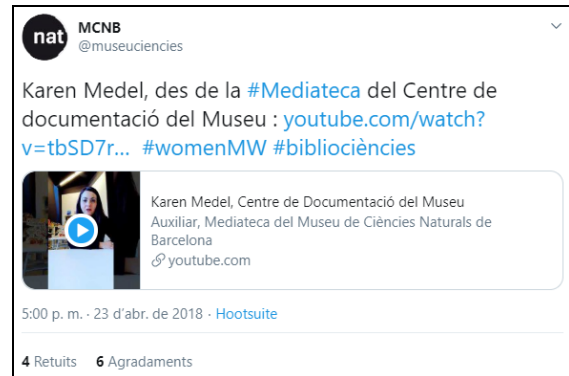 nat
MCNB
@museuciencies
Karen Medel, des de la #Mediateca del Centre de
documentació del Museu : youtube.com/watch?
v=tbSD7r... #womenMW #bibliociències
Karen Medel, Centre de Documentació del Museu
Auxiliar, Mediateca del Museu de Ciències Naturals de
Barcelona
youtube.com
5:00 p. m. · 23 d'abr. de 2018 · Hootsuite
4 Retuits 6 Agradaments